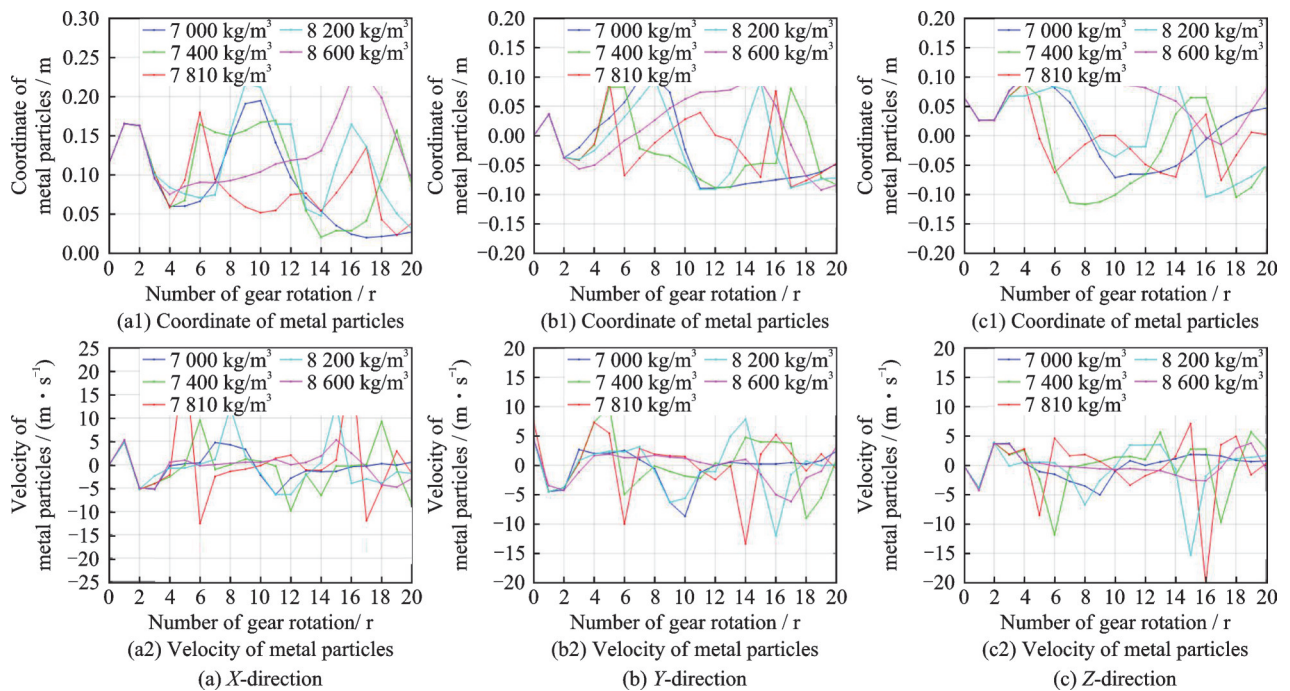 0.30
0.25
0.20
0.15
0.10
0.05
0.00
Coordinate of
metal particles / m
7 000 kg/m³ 8 200 kg/m³
7 400 kg/m³ 8 600 kg/m³
7 810 kg/m³
0 2 4 6 8 10 12 14 16 18 20
Number of gear rotation / r
(a1) Coordinate of metal particles
0.20
0.15
0.10
0.05
0.00
−0.05
−0.10
−0.15
−0.20
Coordinate of
metal particles / m
7 000 kg/m³ 8 200 kg/m³
7 400 kg/m³ 8 600 kg/m³
7 810 kg/m³
0 2 4 6 8 10 12 14 16 18 20
Number of gear rotation / r
(b1) Coordinate of metal particles
0.20
0.15
0.10
0.05
0.00
−0.05
−0.10
−0.15
−0.20
Coordinate of
metal particles / m
7 000 kg/m³ 8 200 kg/m³
7 400 kg/m³ 8 600 kg/m³
7 810 kg/m³
0 2 4 6 8 10 12 14 16 18 20
Number of gear rotation / r
(c1) Coordinate of metal particles
25
20
15
10
5
0
−5
−10
−15
−20
−25
Velocity of
metal particles / (m · s⁻¹)
7 000 kg/m³ 8 200 kg/m³
7 400 kg/m³ 8 600 kg/m³
7 810 kg/m³
0 2 4 6 8 10 12 14 16 18 20
Number of gear rotation/ r
(a2) Velocity of metal particles
(a) X-direction
20
15
10
5
0
−5
−10
−15
−20
Velocity of
metal particles / (m · s⁻¹)
7 000 kg/m³ 8 200 kg/m³
7 400 kg/m³ 8 600 kg/m³
7 810 kg/m³
0 2 4 6 8 10 12 14 16 18 20
Number of gear rotation / r
(b2) Velocity of metal particles
(b) Y-direction
20
15
10
5
0
−5
−10
−15
−20
Velocity of
metal particles / (m · s⁻¹)
7 000 kg/m³ 8 200 kg/m³
7 400 kg/m³ 8 600 kg/m³
7 810 kg/m³
0 2 4 6 8 10 12 14 16 18 20
Number of gear rotation / r
(c2) Velocity of metal particles
(c) Z-direction